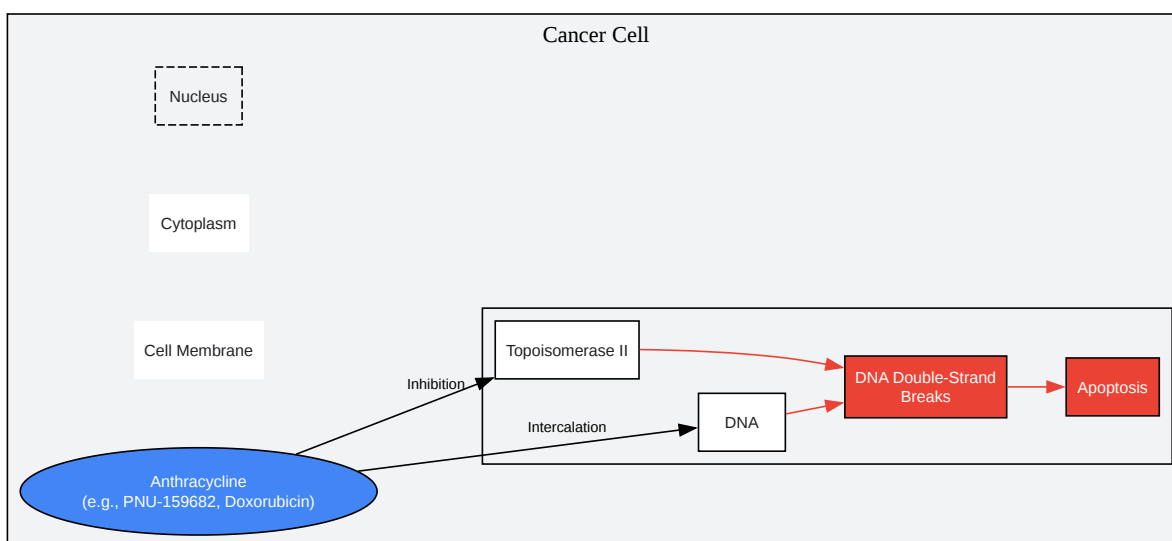 Cancer Cell
Nucleus
Cytoplasm
Cell Membrane
Topoisomerase II
Inhibition
DNA Double-Strand
Breaks
Apoptosis
DNA
Intercalation
Anthracycline
(e.g., PNU-159682, Doxorubicin)